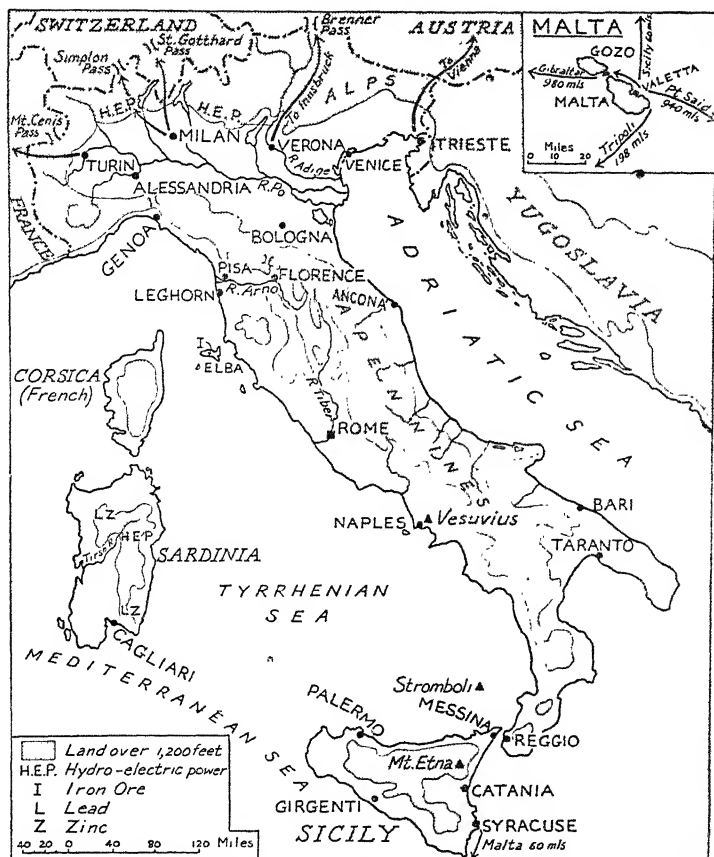 SWITZERLAND
Brenner Pass
AUSTRIA
St. Gotthard Pass
Simplon Pass
To Vienna
To Innsbruck
ALPS
H.E.P.
H.E.P.
Mt. Cenis Pass
MILAN
VERONA
R. Adige
VENICE
TRIESTE
TURIN
ALESSANDRIA
R. Po
FRANCE
GENOA
BOLOGNA
YUGOSLAVIA
PISA
FLORENCE
R. Arno
LEGHORN
ANCONA
ADRIATIC SEA
APENNINES
I
ELBA
CORSICA
(French)
R. Tiber
ROME
NAPLES
Vesuvius
BARI
TARANTO
LZ
H.E.P.
Tirso R.
SARDINIA
LZ
CAGLIARI
TYRRHENIAN
SEA
MEDITERRANEAN SEA
Stromboli
MESSINA
PALERMO
REGGIO
Mt. Etna
CATANIA
GIRGENTI
SYRACUSE
SICILY
Malta 60 mls
MALTA
GOZO
Sicily 60 mls
Gibraltar
980 mls
VALETTA
Pt. Said
940 mls
MALTA
Tripoli
198 mls
Miles
0 10 20
Land over 1,200 feet
H.E.P. Hydro-electric power
I Iron Ore
L Lead
Z Zinc
40 20 0 40 80 120 Miles